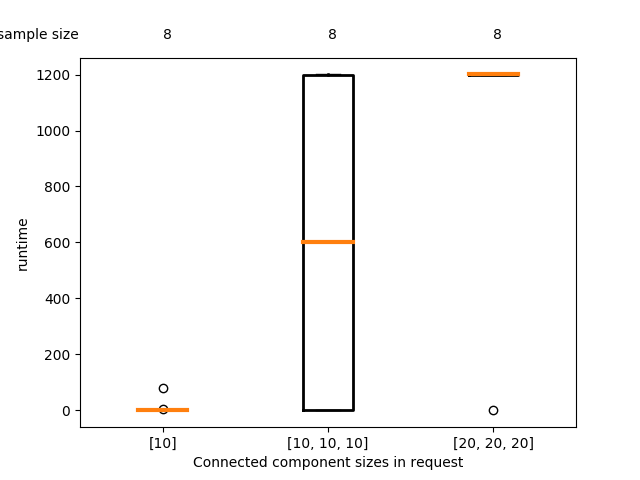 sample size 8 8 8
1200
1000
800
600
400
200
0
runtime
[10] [10, 10, 10] [20, 20, 20]
Connected component sizes in request